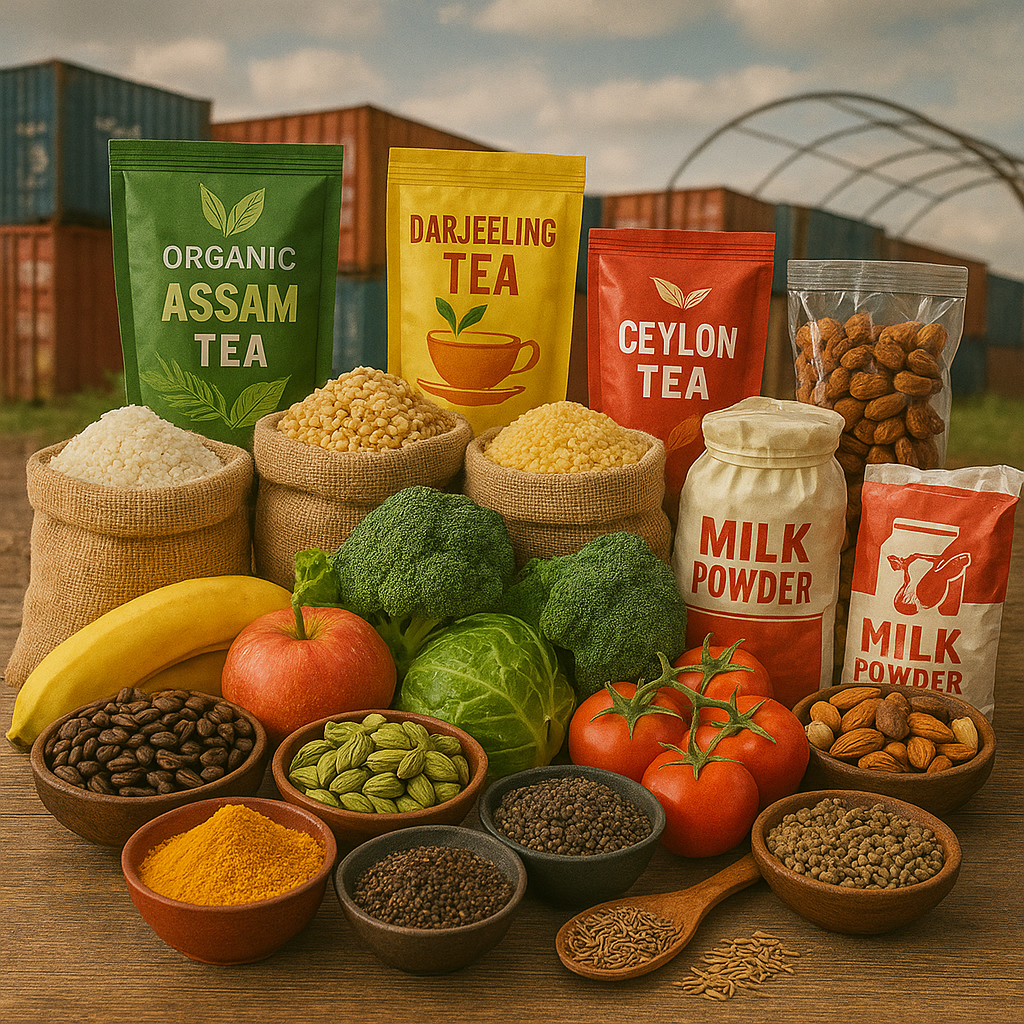 ORGANIC
ASSAM
TEA
DARJEELING
TEA
CEYLON
TEA
MILK
POWDER
MILK
POWDER